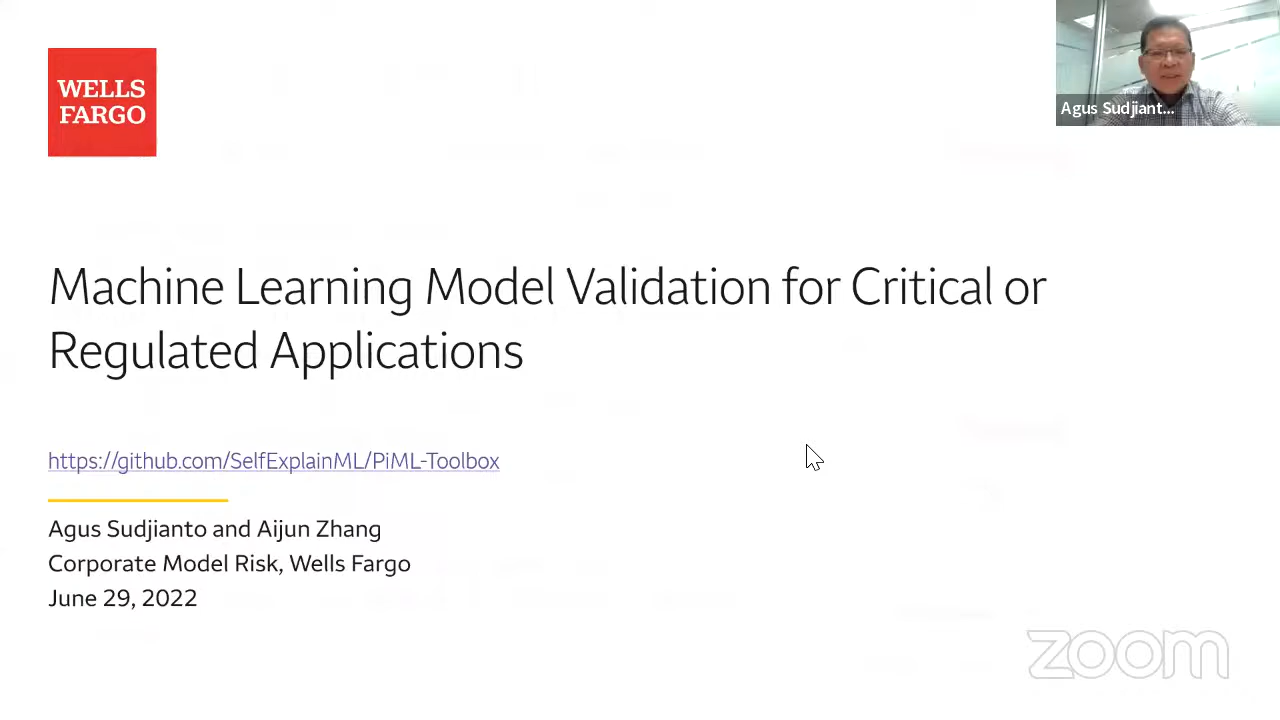 WELLS
FARGO
Agus Sudjiant...
Machine Learning Model Validation for Critical or
Regulated Applications
https://github.com/SelfExplainML/PiML-Toolbox
Agus Sudjianto and Aijun Zhang
Corporate Model Risk, Wells Fargo
June 29, 2022
zoom